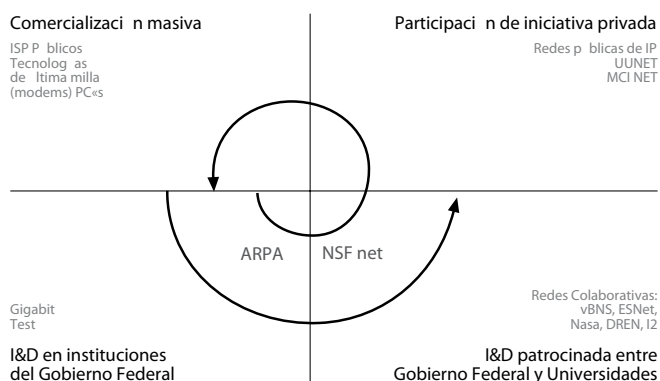 Comercializaci n masiva
ISP P blicos
Tecnolog as
de ltima milla
(modems) PC«s
Participaci n de iniciativa privada
Redes p blicas de IP
UUNET
MCI NET
ARPA
NSF net
Gigabit
Test
I&D en instituciones
del Gobierno Federal
Redes Colaborativas:
vBNS, ESNet,
Nasa, DREN, I2
I&D patrocinada entre
Gobierno Federal y Universidades